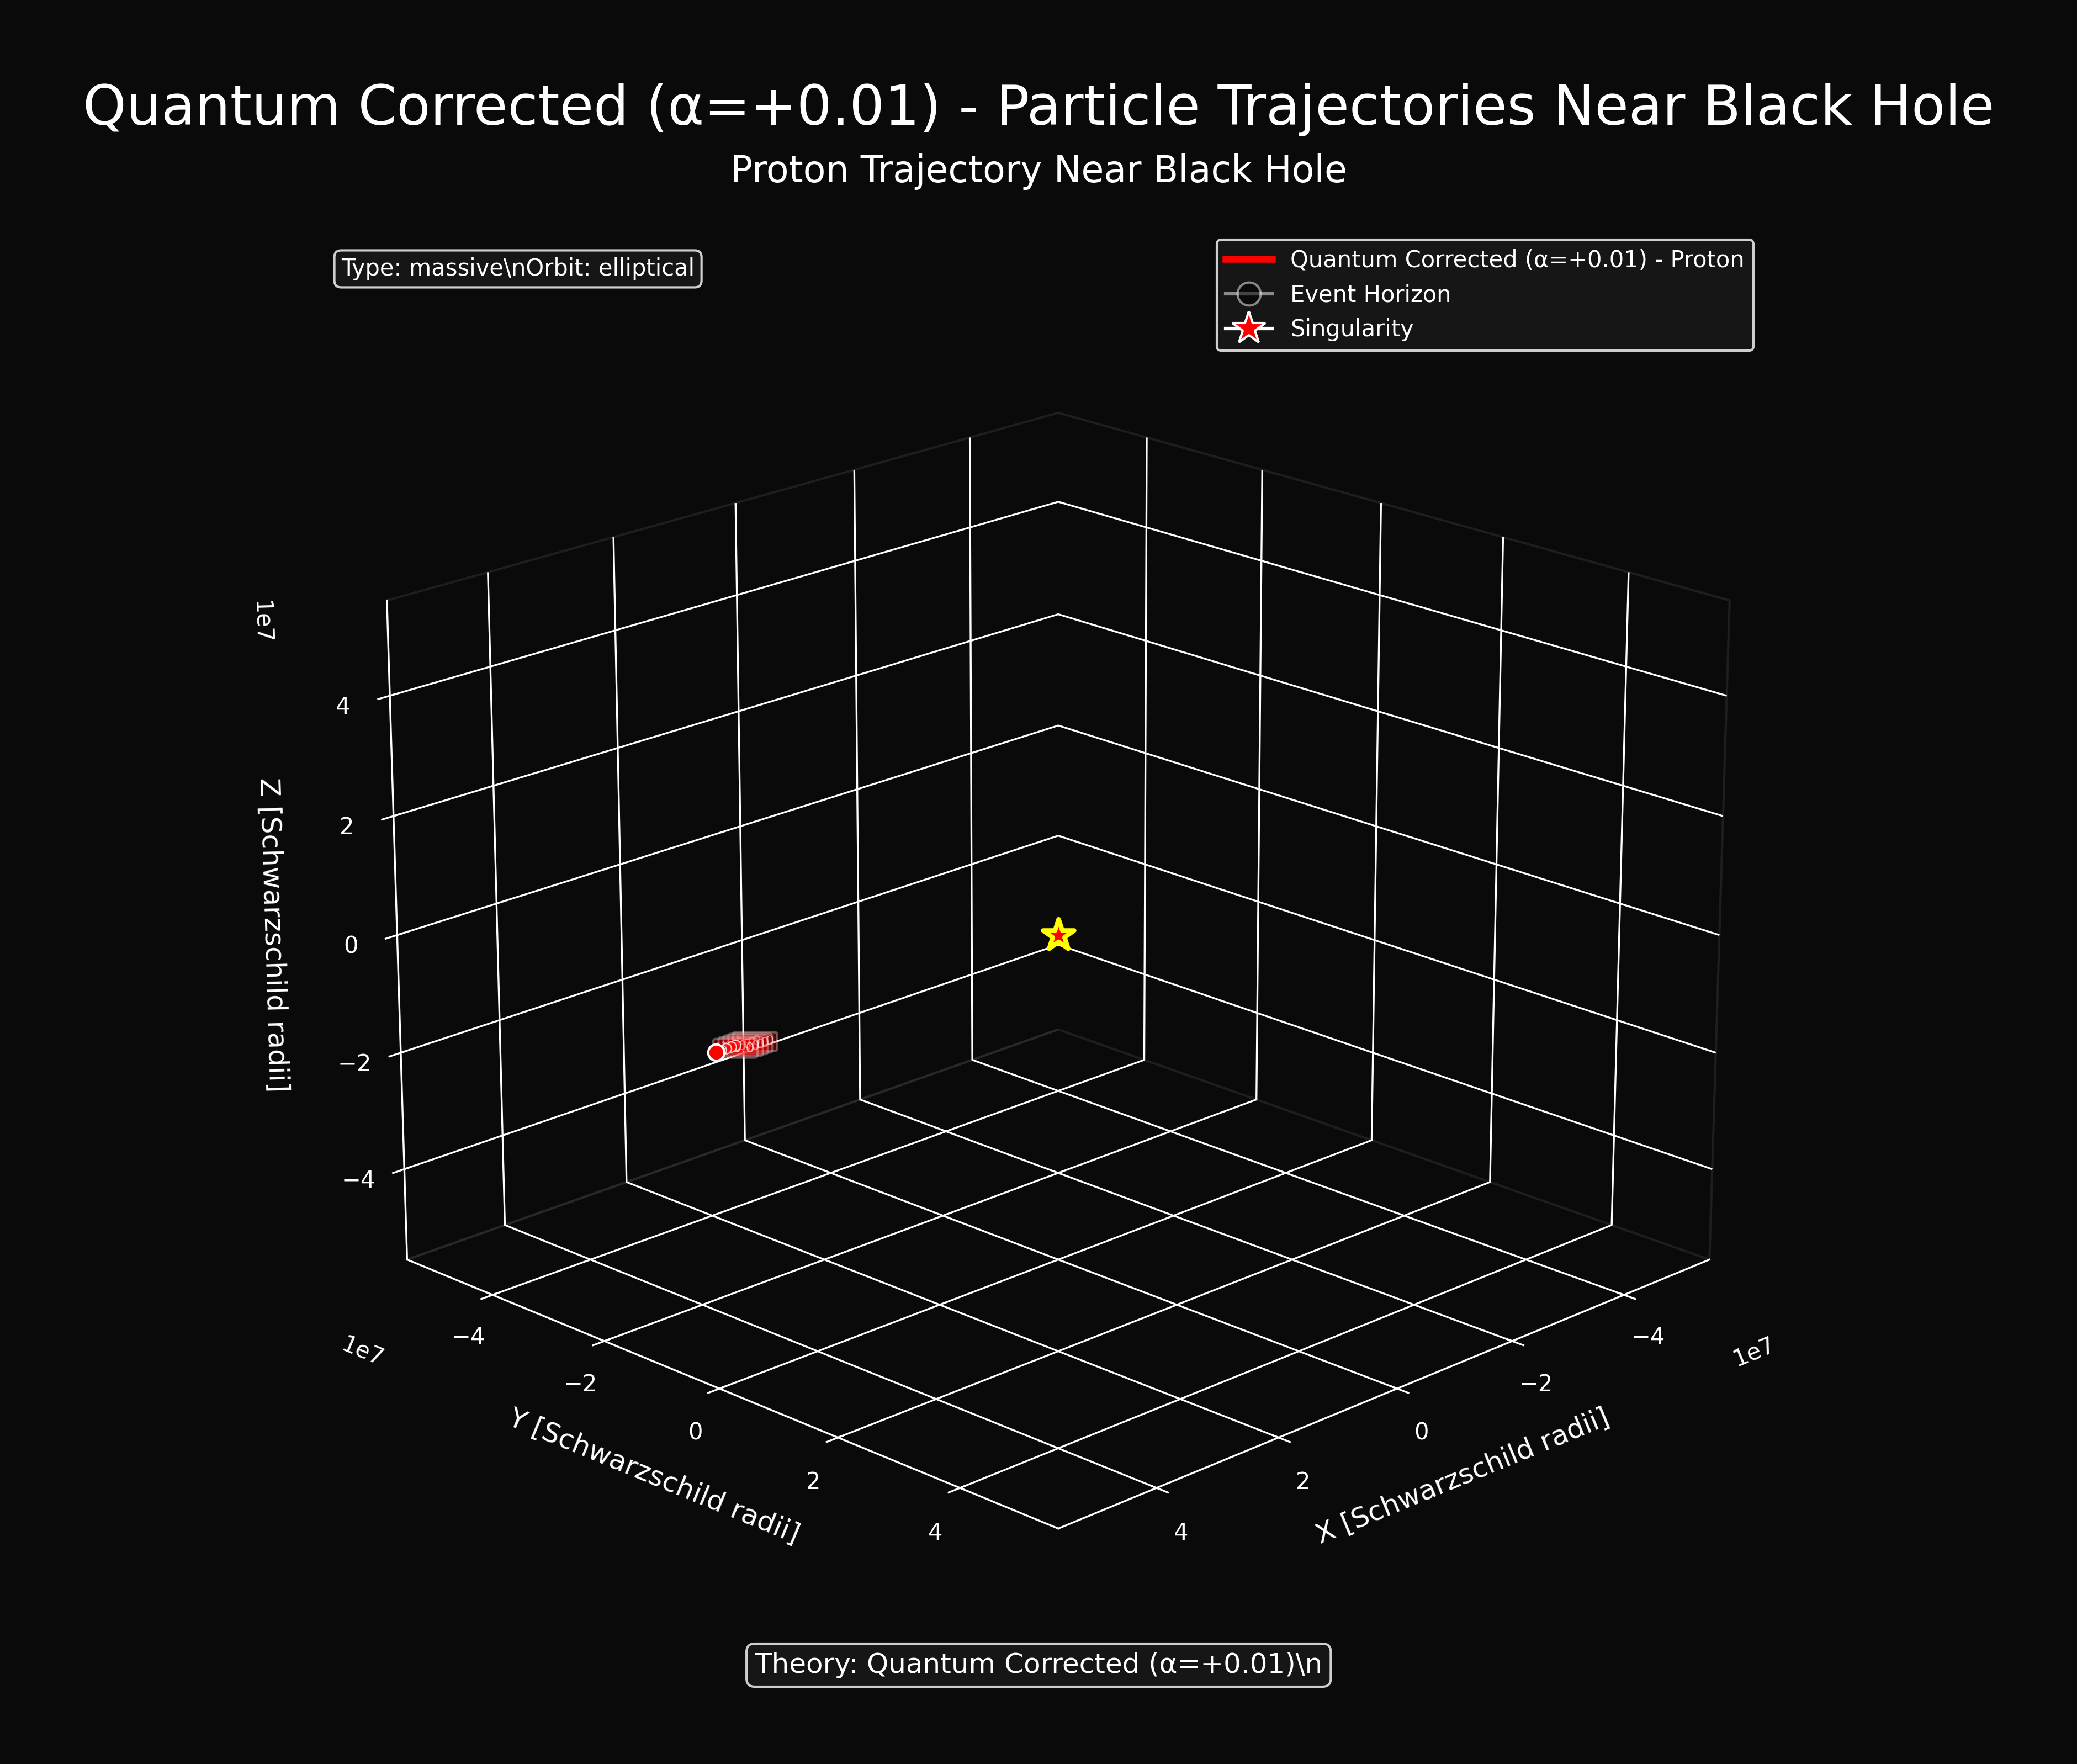 Quantum Corrected (α=+0.01) - Particle Trajectories Near Black Hole
Proton Trajectory Near Black Hole
Type: massive\nOrbit: elliptical
Quantum Corrected (α=+0.01) - Proton
Event Horizon
Singularity
1e7
4
2
0
−2
−4
Z [Schwarzschild radii]
1e7
−4
−2
0
2
4
Y [Schwarzschild radii]
1e7
−4
−2
0
2
4
X [Schwarzschild radii]
Theory: Quantum Corrected (α=+0.01)\n